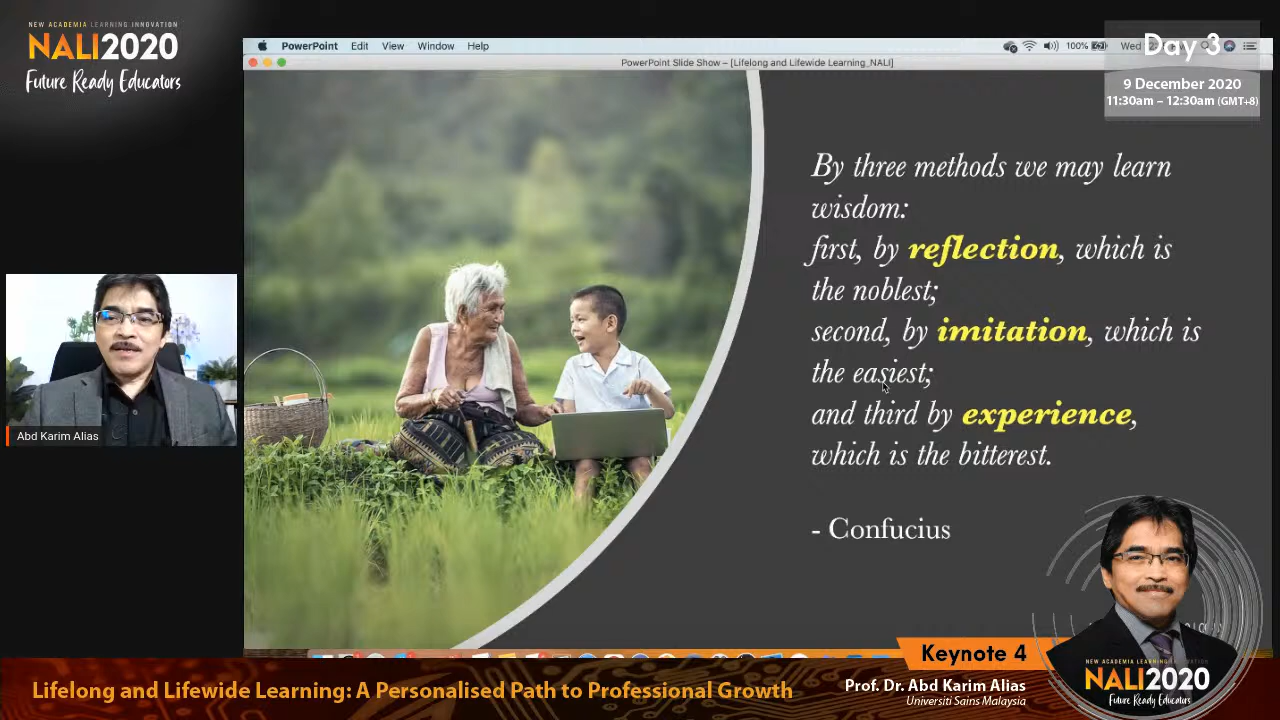 NEW ACADEMIA LEARNING INNOVATION
NALI2020
Future Ready Educators
PowerPoint Edit View Window Help
100%
Wed
PowerPoint Slide Show – [Lifelong and Lifewide Learning_NALI]
Day 3
9 December 2020
11:30am – 12:30am (GMT+8)
By three methods we may learn
wisdom:
first, by reflection, which is
the noblest;
second, by imitation, which is
the easiest;
and third by experience,
which is the bitterest.
- Confucius
Abd Karim Alias
Keynote 4
Lifelong and Lifewide Learning: A Personalised Path to Professional Growth
Prof. Dr. Abd Karim Alias
Universiti Sains Malaysia
NEW ACADEMIA LEARNING INNOVATION
NALI2020
Future Ready Educators